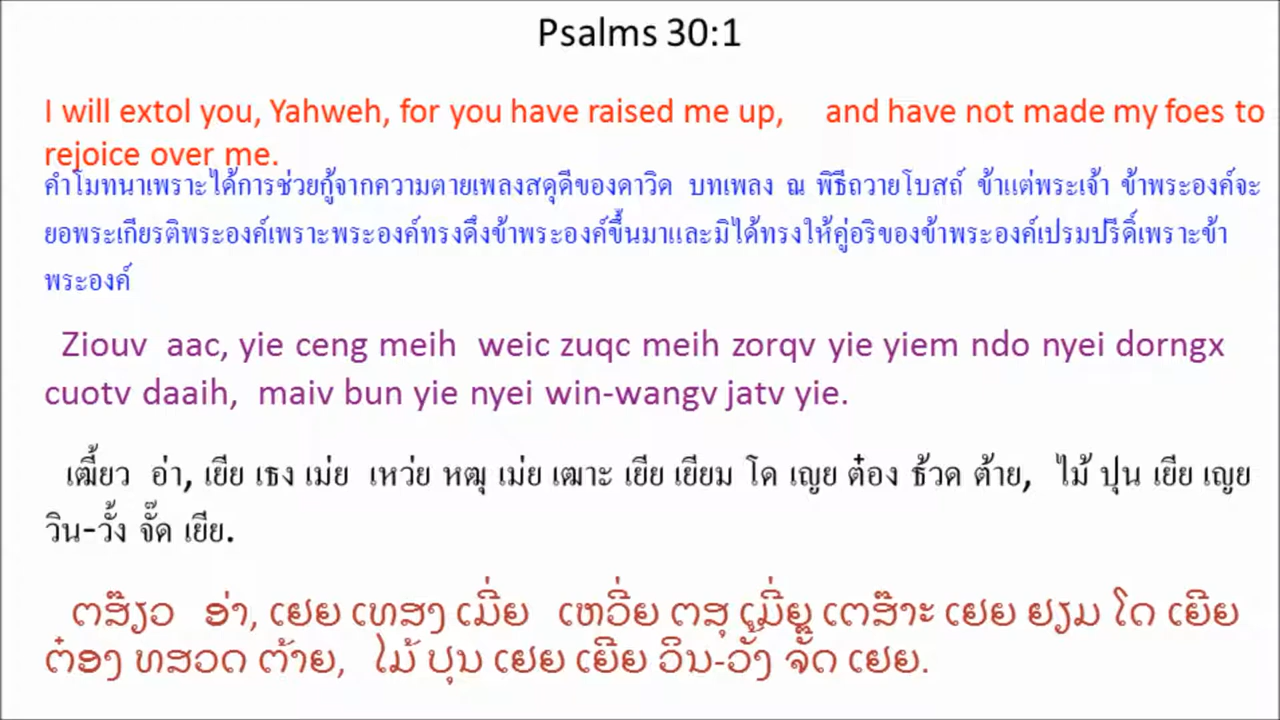 Psalms 30:1
I will extol you, Yahweh, for you have raised me up, and have not made my foes to
rejoice over me.
คำโมทนาเพราะได้การช่วยกู้จากความตายเพลงสดุดีของดาวิด บทเพลง ณ พิธีถวายโบสถ์ ข้าแต่พระเจ้า ข้าพระองค์จะ
ยอพระเกียรติพระองค์เพราะพระองค์ทรงดึงข้าพระองค์ขึ้นมาและมิได้ทรงให้คู่อริของข้าพระองค์เปรมปรีดิ์เพราะข้า
พระองค์
Ziouv aac, yie ceng meih weic zuqc meih zorqv yie yiem ndo nyei dorngx
cuotv daaih, maiv bun yie nyei win-wangv jatv yie.
เฒี้ยว อ่า, เยีย เธง เม่ย เหว่ย หฒุ เม่ย เฒาะ เยีย เยียม โด เญย ต๋อง ธ้วด ต้าย, ไม้ ปุน เยีย เญย
วิน-วั้ง จั๊ด เยีย.
ຕສ໊ຽວ ອ່າ, ເຢຍ ເທສງ ເມີ່ຍ ເຫວີ່ຍ ຕສຸ ເມີ່ຍ ເຕສ໊າະ ເຢຍ ຢຽມ ໂດ ເຍີຍ
ຕ໋ອງ ທສວດ ຕ້າຍ, ໄມ້ ປຸນ ເຢຍ ເຍີຍ ວິນ-ວັ້ງ ຈັ໊ດ ເຢຍ.